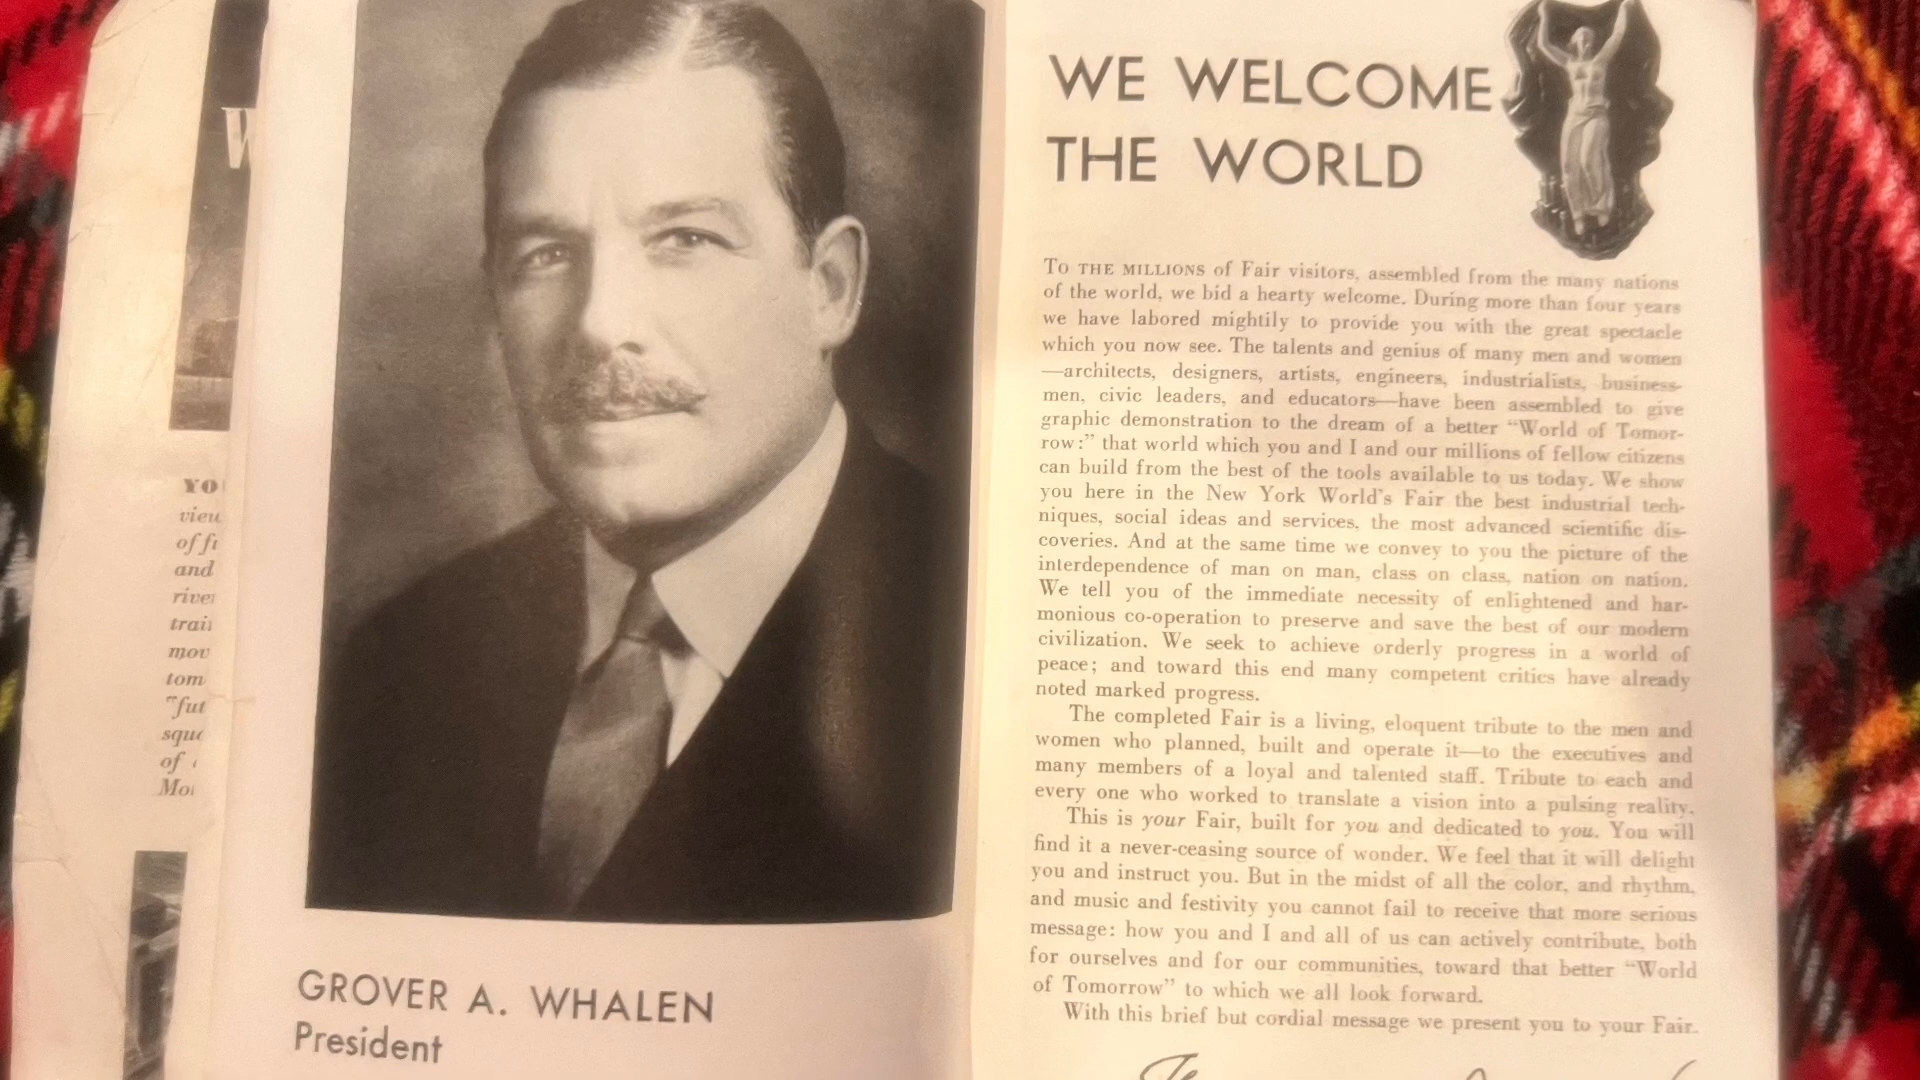 W
YO
view
of fu
and
river
trai
mov
tom
"fut
squa
of
Mo
GROVER A. WHALEN
President
WE WELCOME
THE WORLD
TO THE MILLIONS of Fair visitors, assembled from the many nations
of the world, we bid a hearty welcome. During more than four years
we have labored mightily to provide you with the great spectacle
which you now see. The talents and genius of many men and women
—architects, designers, artists, engineers, industrialists, business-
men, civic leaders, and educators—have been assembled to give
graphic demonstration to the dream of a better “World of Tomor-
row:” that world which you and I and our millions of fellow citizens
can build from the best of the tools available to us today. We show
you here in the New York World's Fair the best industrial tech-
niques, social ideas and services, the most advanced scientific dis-
coveries. And at the same time we convey to you the picture of the
interdependence of man on man, class on class, nation on nation.
We tell you of the immediate necessity of enlightened and har-
monious co-operation to preserve and save the best of our modern
civilization. We seek to achieve orderly progress in a world of
peace; and toward this end many competent critics have already
noted marked progress.
The completed Fair is a living, eloquent tribute to the men and
women who planned, built and operate it—to the executives and
many members of a loyal and talented staff. Tribute to each and
every one who worked to translate a vision into a pulsing reality.
This is your Fair, built for you and dedicated to you. You will
find it a never-ceasing source of wonder. We feel that it will delight
you and instruct you. But in the midst of all the color, and rhythm,
and music and festivity you cannot fail to receive that more serious
message: how you and I and all of us can actively contribute, both
for ourselves and for our communities, toward that better “World
of Tomorrow” to which we all look forward.
With this brief but cordial message we present you to your Fair.